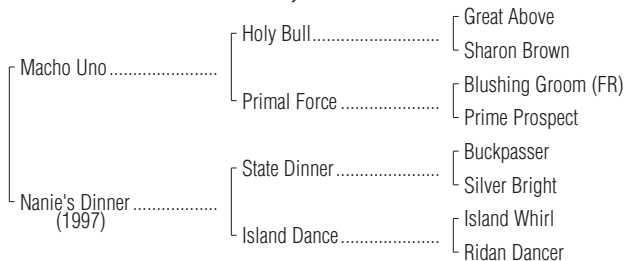 Great Above
Holy Bull
Sharon Brown
Macho Uno
Blushing Groom (FR)
Primal Force
Prime Prospect
Buckpasser
State Dinner
Silver Bright
Nanie's Dinner
(1997)
Island Whirl
Island Dance
Ridan Dancer